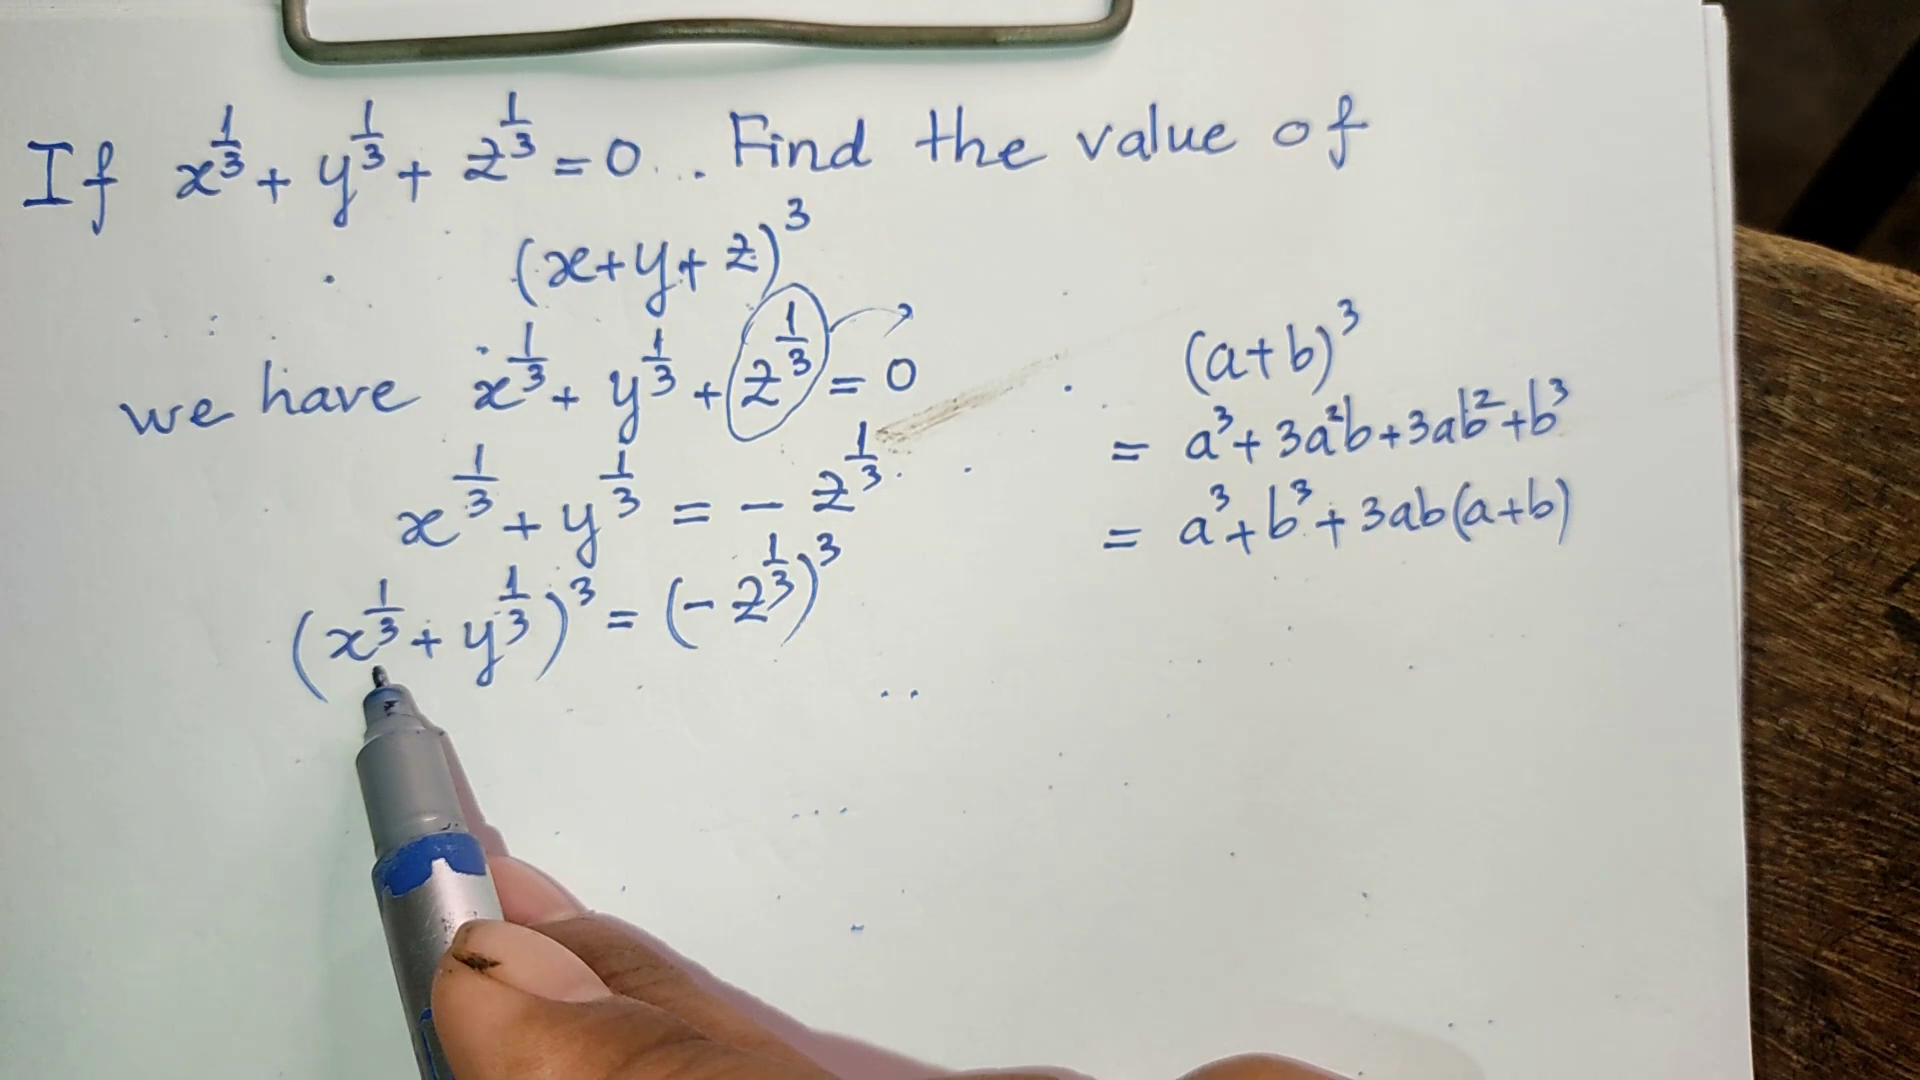 If x^{1/3} + y^{1/3} + z^{1/3} = 0... Find the value of
(x+y+z)^3
we have x^{1/3} + y^{1/3} + z^{1/3} = 0
x^{1/3} + y^{1/3} = - z^{1/3}
(x^{1/3} + y^{1/3})^3 = (- z^{1/3})^3
(a+b)^3
= a^3 + 3a^2b + 3ab^2 + b^3
= a^3 + b^3 + 3ab(a+b)